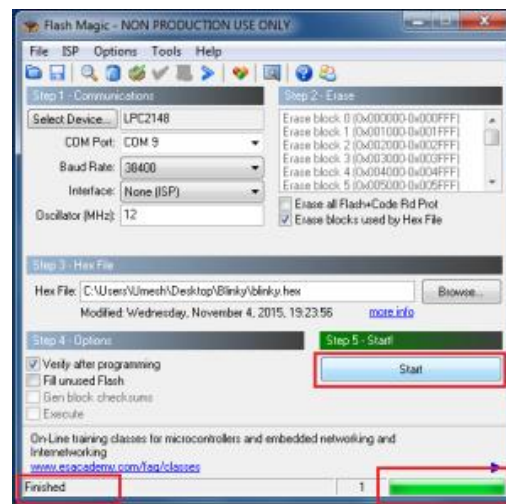 Flash Magic - NON PRODUCTION USE ONLY
File ISP Options Tools Help
Step 1 - Communications
Select Device... LPC2148
COM Port: COM 9
Baud Rate: 38400
Interface: None (ISP)
Oscillator (MHz): 12
Step 2 - Erase
Erase block 0 (0x000000-0x000FFF)
Erase block 1 (0x001000-0x001FFF)
Erase block 2 (0x002000-0x002FFF)
Erase block 3 (0x003000-0x003FFF)
Erase block 4 (0x004000-0x004FFF)
Erase block 5 (0x005000-0x005FFF)
Erase all Flash+Code Rd Prot
Erase blocks used by Hex File
Step 3 - Hex File
Hex File: C:\Users\Umesh\Desktop\Blinky\blinky.hex Browse...
Modified: Wednesday, November 4, 2015, 19:23:56 more info
Step 4 - Options
Verify after programming
Fill unused Flash
Gen block checksums
Execute
Step 5 - Start!
Start
On-Line training classes for microcontrollers and embedded networking and
Internetworking
www.esacademy.com/faq/classes
Finished 1